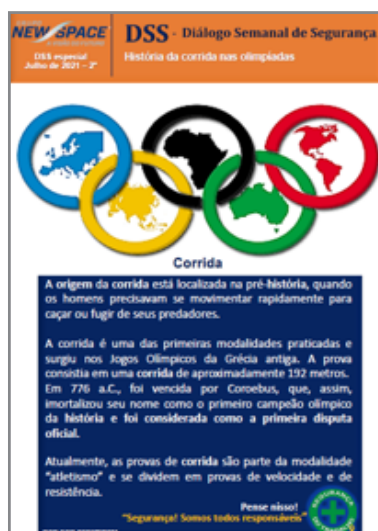 NEW SPACE
DSS - Diálogo Semanal de Segurança
DSS especial
Julho de 2021 - 2ª
História da corrida nas olimpíadas
Corrida
A origem da corrida está localizada na pré-história, quando
os homens precisavam se movimentar rapidamente para
caçar ou fugir de seus predadores.
A corrida é uma das primeiras modalidades praticadas e
surgiu nos Jogos Olímpicos da Grécia antiga. A prova
consistia em uma corrida de aproximadamente 192 metros.
Em 776 a.C., foi vencida por Coroebus, que, assim,
imortalizou seu nome como o primeiro campeão olímpico
da história e foi considerada como a primeira disputa
oficial.
Atualmente, as provas de corrida são parte da modalidade
"atletismo" e se dividem em provas de velocidade e de
resistência.
Pense nisso!
"Segurança! Somos todos responsáveis"
SEGURANÇA